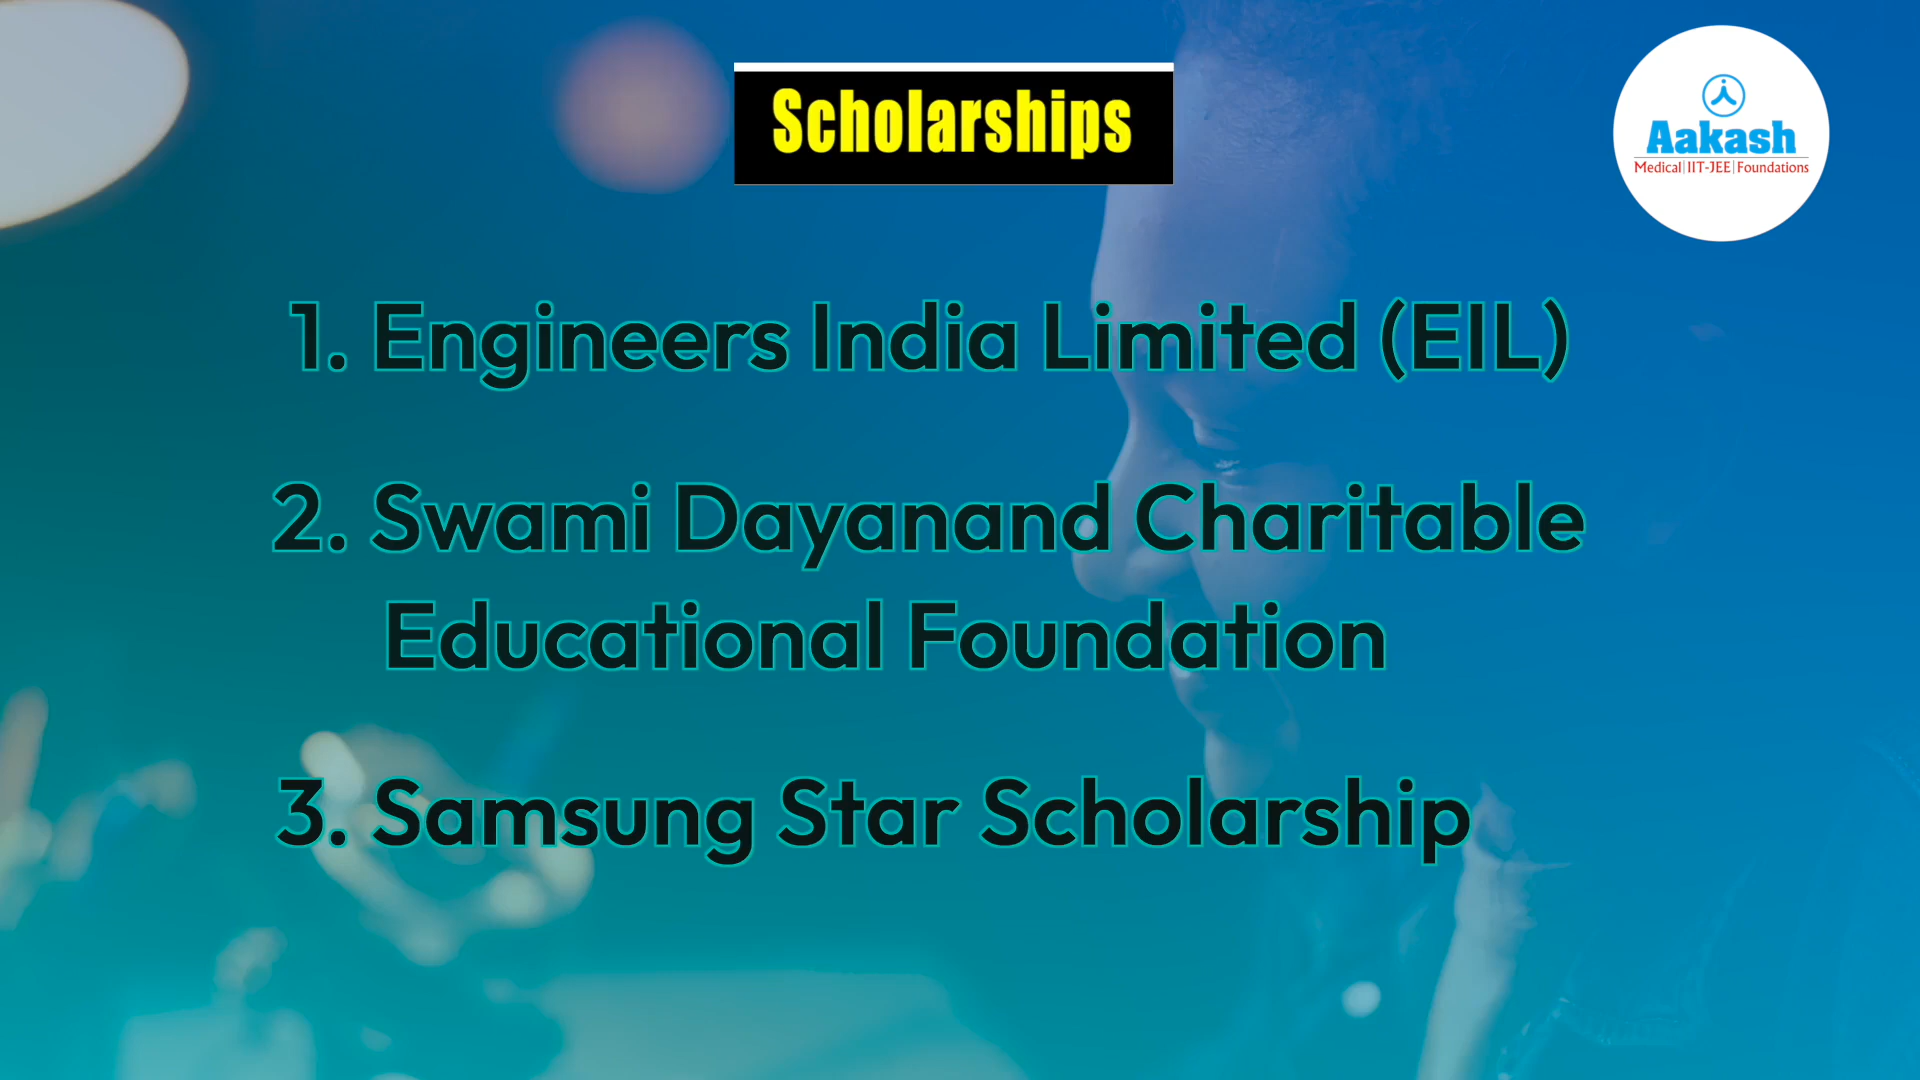 Scholarships
Aakash
Medical|IIT-JEE|Foundations
1. Engineers India Limited (EIL)
2. Swami Dayanand Charitable
Educational Foundation
3. Samsung Star Scholarship